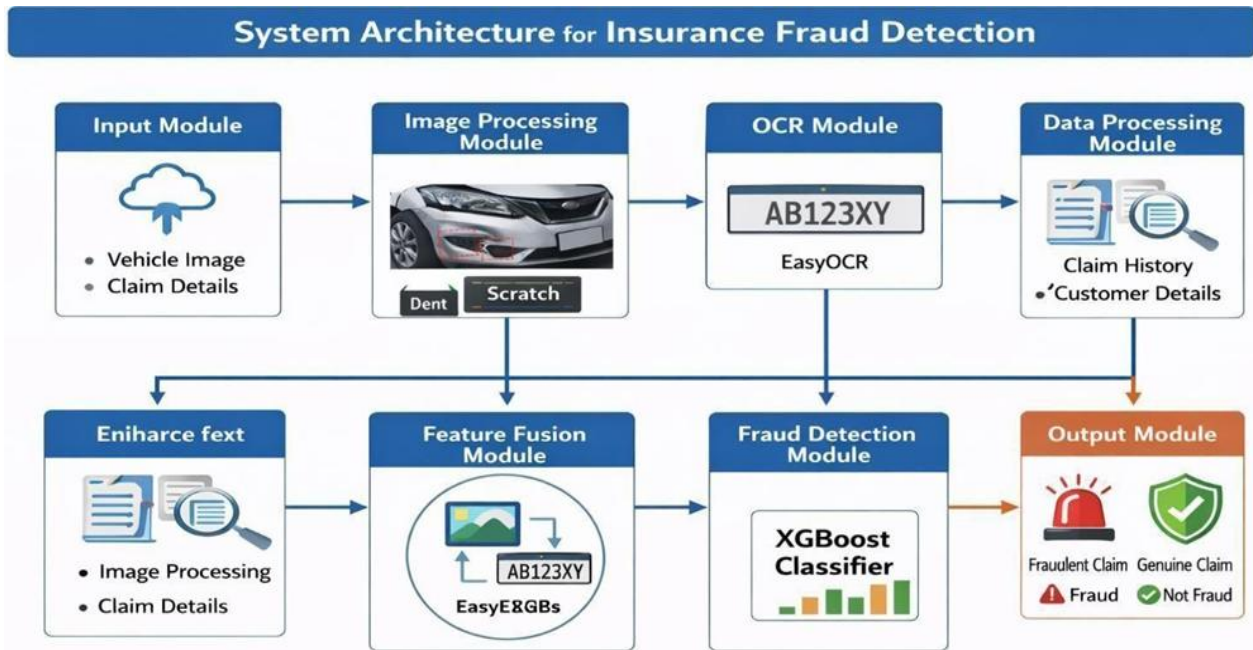 System Architecture for Insurance Fraud Detection
Input Module
Vehicle Image
Claim Details
Image Processing
Module
Dent
Scratch
OCR Module
AB123XY
EasyOCR
Data Processing
Module
Claim History
Customer Details
Eniharce fext
Image Processing
Claim Details
Feature Fusion
Module
AB123XY
EasyE&GBs
Fraud Detection
Module
XGBoost
Classifier
Output Module
Frauulent Claim Genuine Claim
Fraud Not Fraud